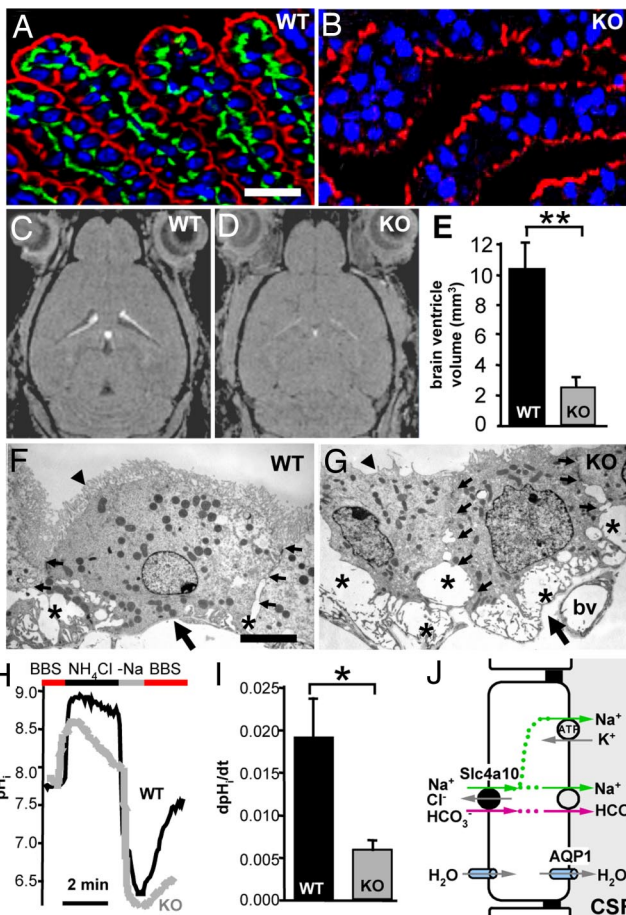 A WT
B KO
C WT
D KO
E
**
brain ventricle
volume (mm³)
12
10
8
6
4
2
0
WT
KO
F WT
*
*
G KO
*
*
*
*
*
bv
H
BBS NH₄Cl -Na BBS
pHᵢ
9.0
8.5
8.0
7.5
7.0
6.5
WT
KO
2 min
I
*
dpHᵢ/dt
0.025
0.020
0.015
0.010
0.005
0.000
WT
KO
J
Na⁺
ATP
K⁺
Slc4a10
Na⁺
Cl⁻
HCO₃⁻
Na⁺
HCO
H₂O
AQP1
H₂O
CSF